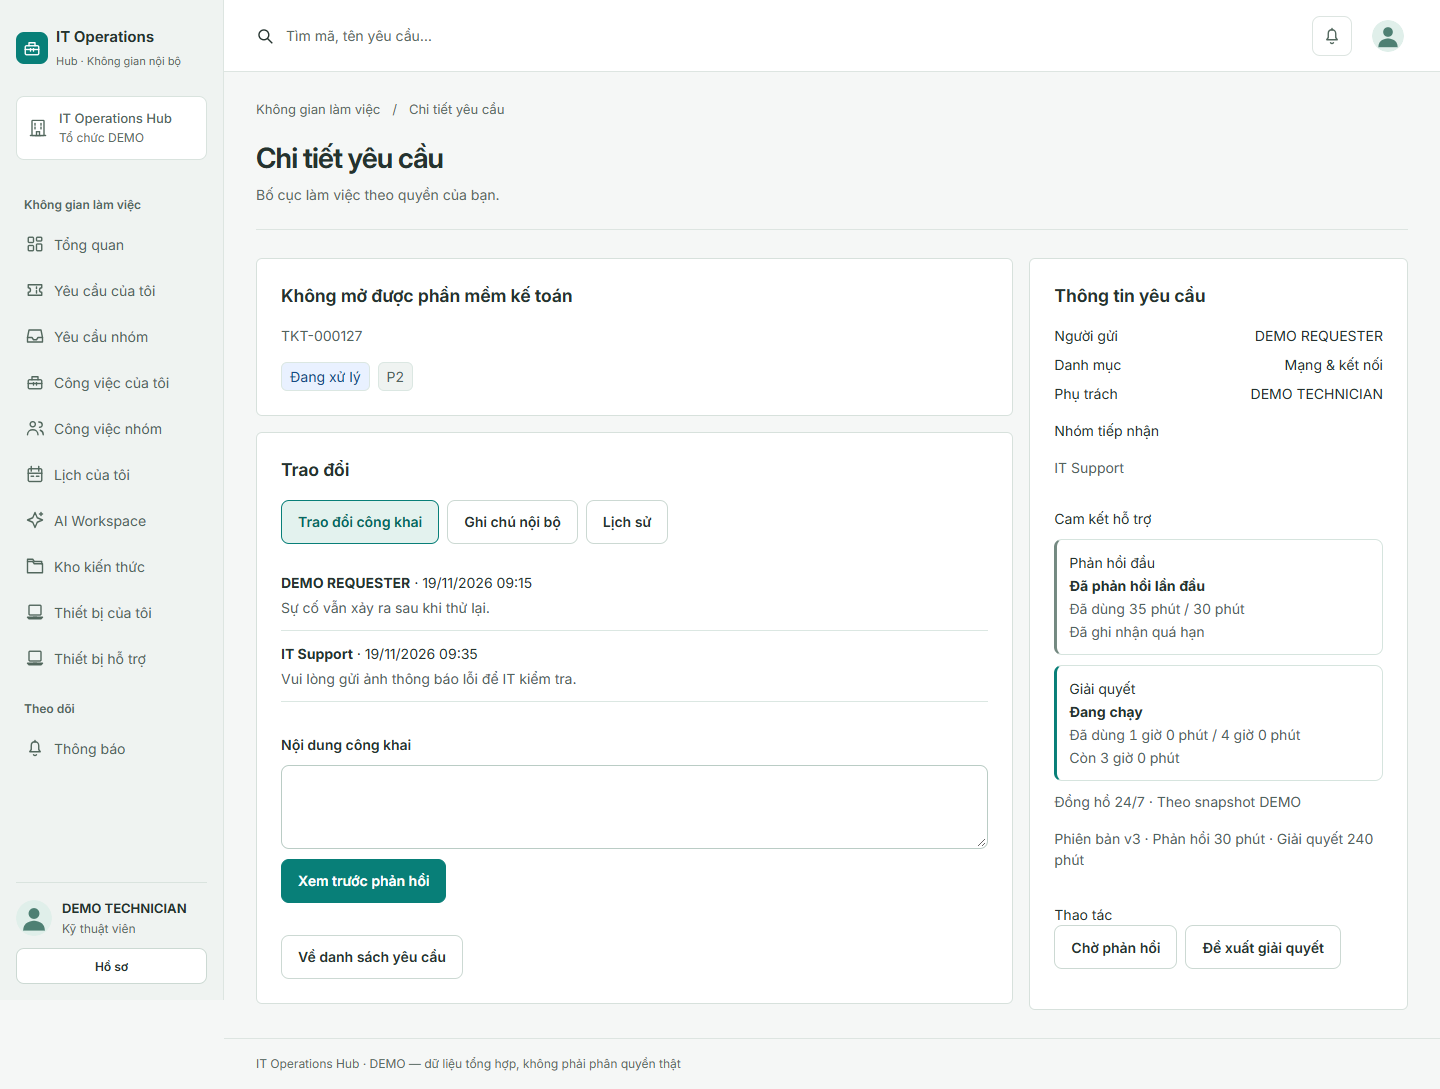 IT Operations
Hub · Không gian nội bộ
IT Operations Hub
Tổ chức DEMO
Không gian làm việc
Tổng quan
Yêu cầu của tôi
Yêu cầu nhóm
Công việc của tôi
Công việc nhóm
Lịch của tôi
AI Workspace
Kho kiến thức
Thiết bị của tôi
Thiết bị hỗ trợ
Theo dõi
Thông báo
DEMO TECHNICIAN
Kỹ thuật viên
Hồ sơ
Tìm mã, tên yêu cầu...
Không gian làm việc / Chi tiết yêu cầu
Chi tiết yêu cầu
Bố cục làm việc theo quyền của bạn.
Không mở được phần mềm kế toán
TKT-000127
Đang xử lý P2
Trao đổi
Trao đổi công khai Ghi chú nội bộ Lịch sử
DEMO REQUESTER · 19/11/2026 09:15
Sự cố vẫn xảy ra sau khi thử lại.
IT Support · 19/11/2026 09:35
Vui lòng gửi ảnh thông báo lỗi để IT kiểm tra.
Nội dung công khai
Xem trước phản hồi
Về danh sách yêu cầu
Thông tin yêu cầu
Người gửi DEMO REQUESTER
Danh mục Mạng & kết nối
Phụ trách DEMO TECHNICIAN
Nhóm tiếp nhận
IT Support
Cam kết hỗ trợ
Phản hồi đầu
Đã phản hồi lần đầu
Đã dùng 35 phút / 30 phút
Đã ghi nhận quá hạn
Giải quyết
Đang chạy
Đã dùng 1 giờ 0 phút / 4 giờ 0 phút
Còn 3 giờ 0 phút
Đồng hồ 24/7 · Theo snapshot DEMO
Phiên bản v3 · Phản hồi 30 phút · Giải quyết 240
phút
Thao tác
Chờ phản hồi Đề xuất giải quyết
IT Operations Hub · DEMO — dữ liệu tổng hợp, không phải phân quyền thật